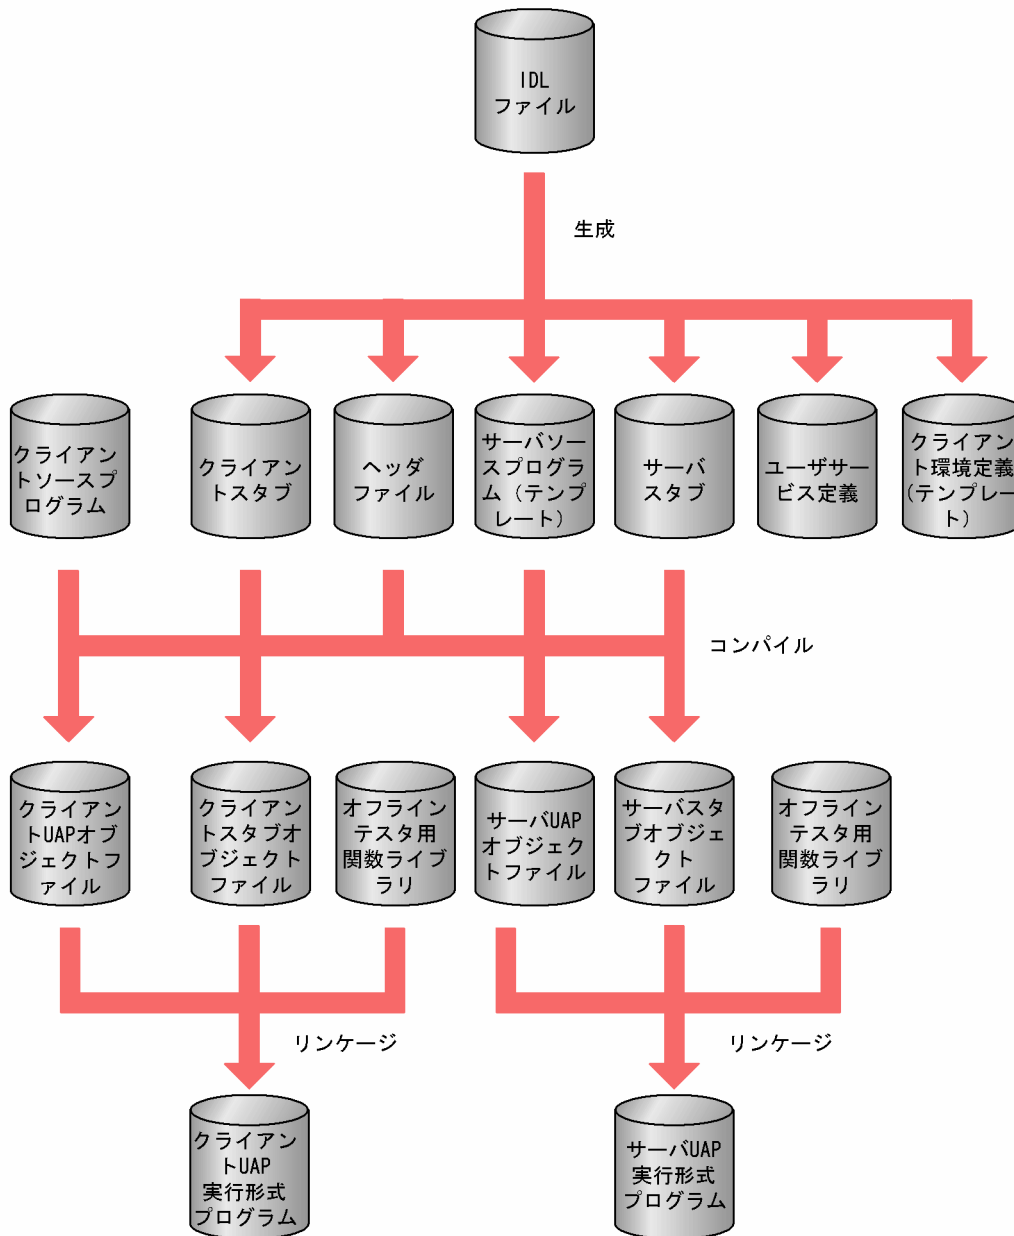 IDL
ファイル
生成
クライアン
トソースプ
ログラム
クライアン
トスタブ
ヘッダ
ファイル
サーバソー
スプログラ
ム（テンプ
レート）
サーバ
スタブ
ユーザサー
ビス定義
クライアン
ト環境定義
(テンプレー
ト）
コンパイル
クライアン
トUAPオブ
ジェクトフ
ァイル
クライアン
トスタブオ
ブジェクト
ファイル
オフライン
テスタ用
関数ライブ
ラリ
サーバUAP
オブジェク
トファイル
サーバスタ
ブオブジェ
クト
ファイル
オフライン
テスタ用
関数ライブ
ラリ
リンケージ
リンケージ
クライアン
トUAP
実行形式
プログラム
サーバUAP
実行形式
プログラム